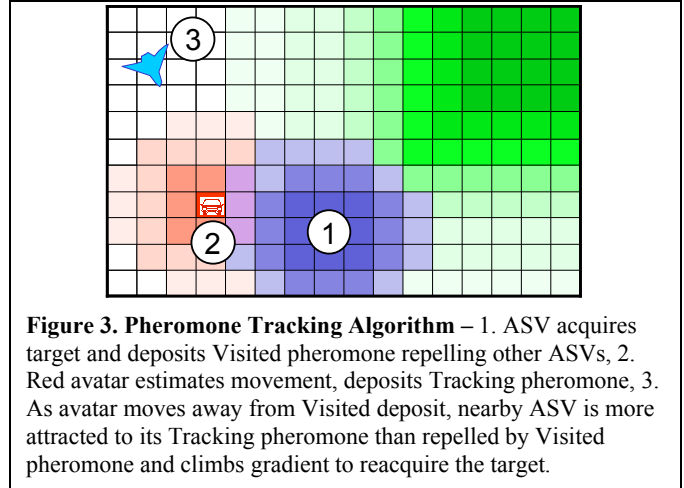 3
1
2
Figure 3. Pheromone Tracking Algorithm – 1. ASV acquires
target and deposits Visited pheromone repelling other ASVs, 2.
Red avatar estimates movement, deposits Tracking pheromone, 3.
As avatar moves away from Visited deposit, nearby ASV is more
attracted to its Tracking pheromone than repelled by Visited
pheromone and climbs gradient to reacquire the target.